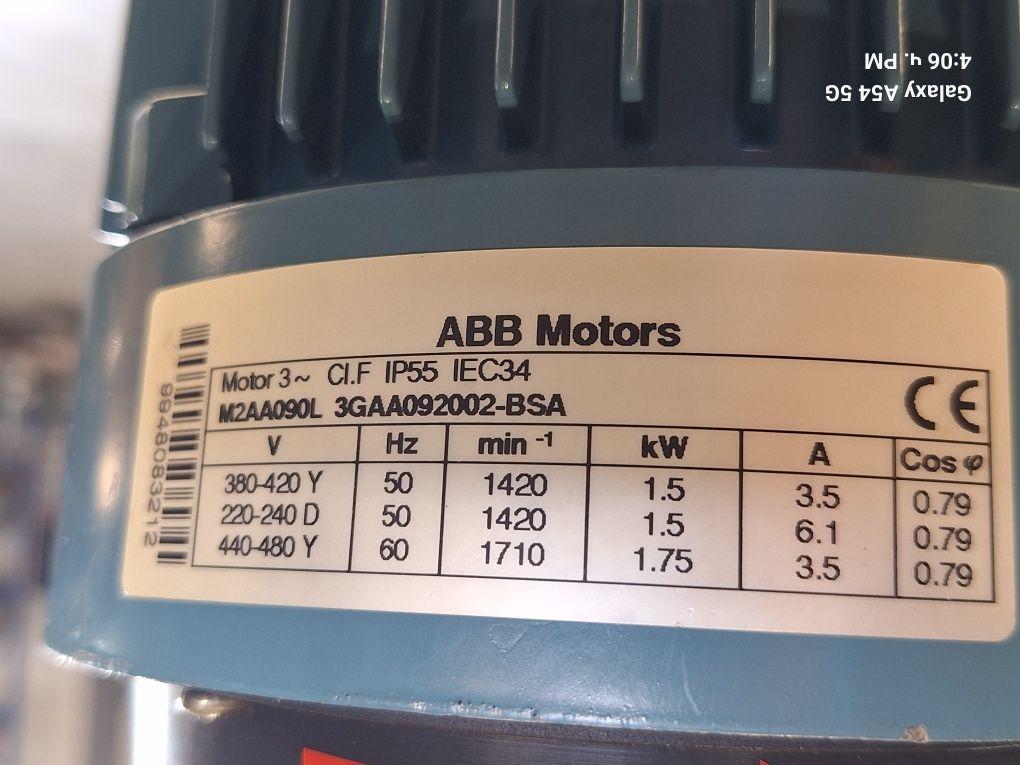 ABB Motors
Motor 3~ Cl.F IP55 IEC34
M2AA090L 3GAA092002-BSA
CE
V Hz min -1 kW A Cos φ
380-420 Y 50 1420 1.5 3.5 0.79
220-240 D 50 1420 1.5 6.1 0.79
440-480 Y 60 1710 1.75 3.5 0.79
9948083212
Galaxy A54 5G
4:06 ч. PM